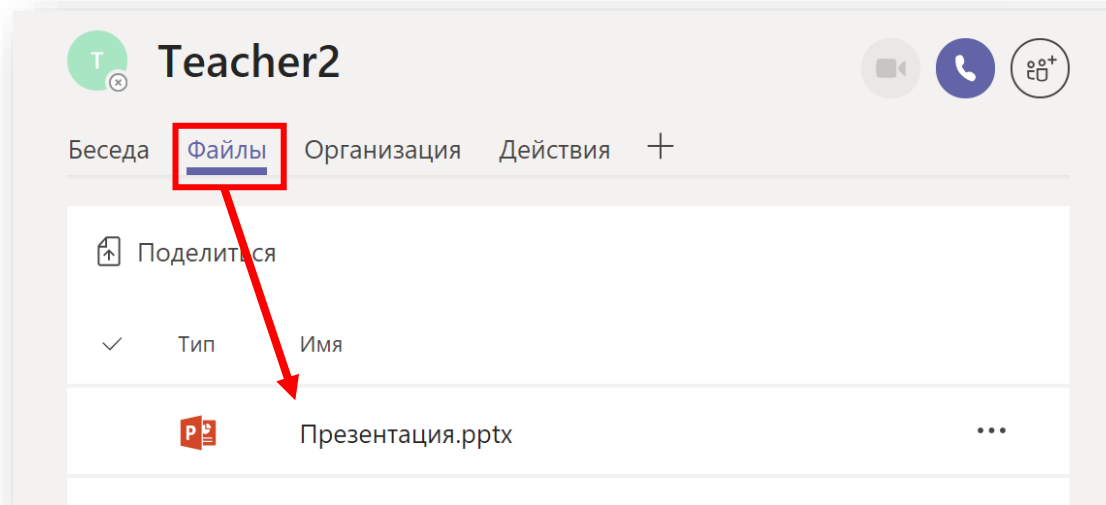 T
Teacher2
Беседа Файлы Организация Действия
Поделиться
Тип Имя
P Презентация.pptx